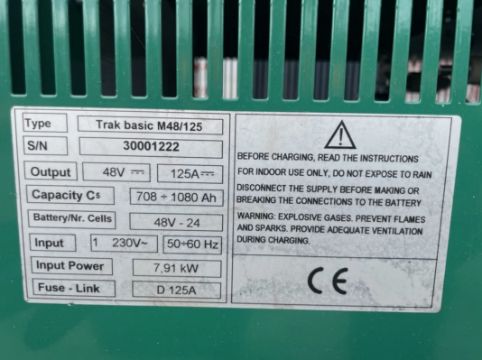 Type Trak basic M48/125
S/N 30001222
Output 48V ⎓ 125A ⎓
Capacity C5 708 ÷ 1080 Ah
Battery/Nr. Cells 48V - 24
Input 1 230V~ 50÷60 Hz
Input Power 7,91 kW
Fuse - Link D 125A
BEFORE CHARGING, READ THE INSTRUCTIONS
FOR INDOOR USE ONLY, DO NOT EXPOSE TO RAIN
DISCONNECT THE SUPPLY BEFORE MAKING OR
BREAKING THE CONNECTIONS TO THE BATTERY
WARNING: EXPLOSIVE GASES. PREVENT FLAMES
AND SPARKS. PROVIDE ADEQUATE VENTILATION
DURING CHARGING.
CE